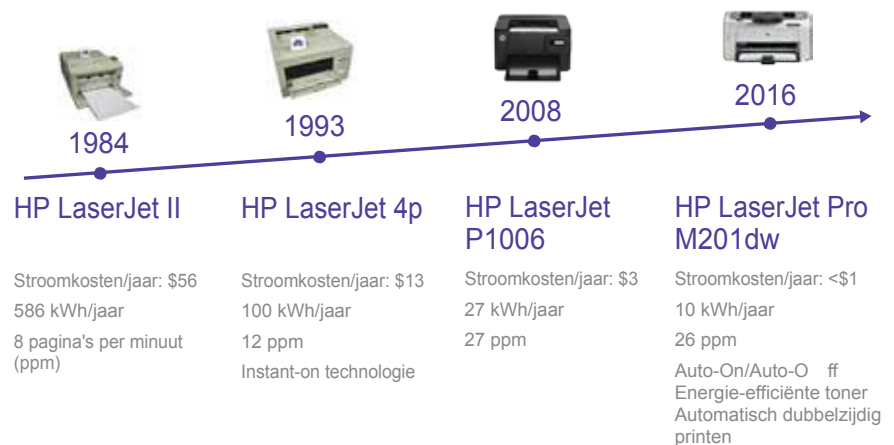 1984
1993
2008
2016
HP LaserJet II
Stroomkosten/jaar: $56
586 kWh/jaar
8 pagina's per minuut
(ppm)
HP LaserJet 4p
Stroomkosten/jaar: $13
100 kWh/jaar
12 ppm
Instant-on technologie
HP LaserJet
P1006
Stroomkosten/jaar: $3
27 kWh/jaar
27 ppm
HP LaserJet Pro
M201dw
Stroomkosten/jaar: <$1
10 kWh/jaar
26 ppm
Auto-On/Auto-O ff
Energie-efficiënte toner
Automatisch dubbelzijdig
printen